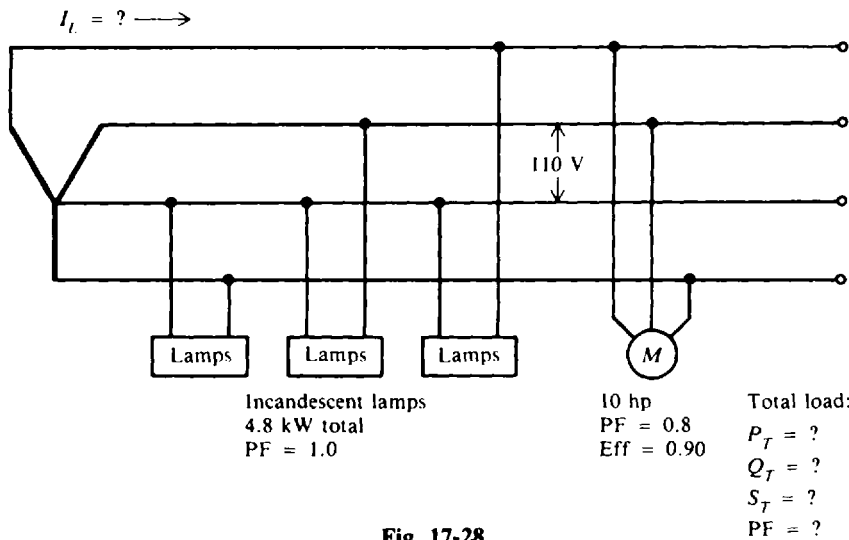 I_L = ? →
110 V
Lamps
Lamps
Lamps
M
Incandescent lamps
4.8 kW total
PF = 1.0
10 hp
PF = 0.8
Eff = 0.90
Total load:
P_T = ?
Q_T = ?
S_T = ?
PF = ?
Fig. 17-28